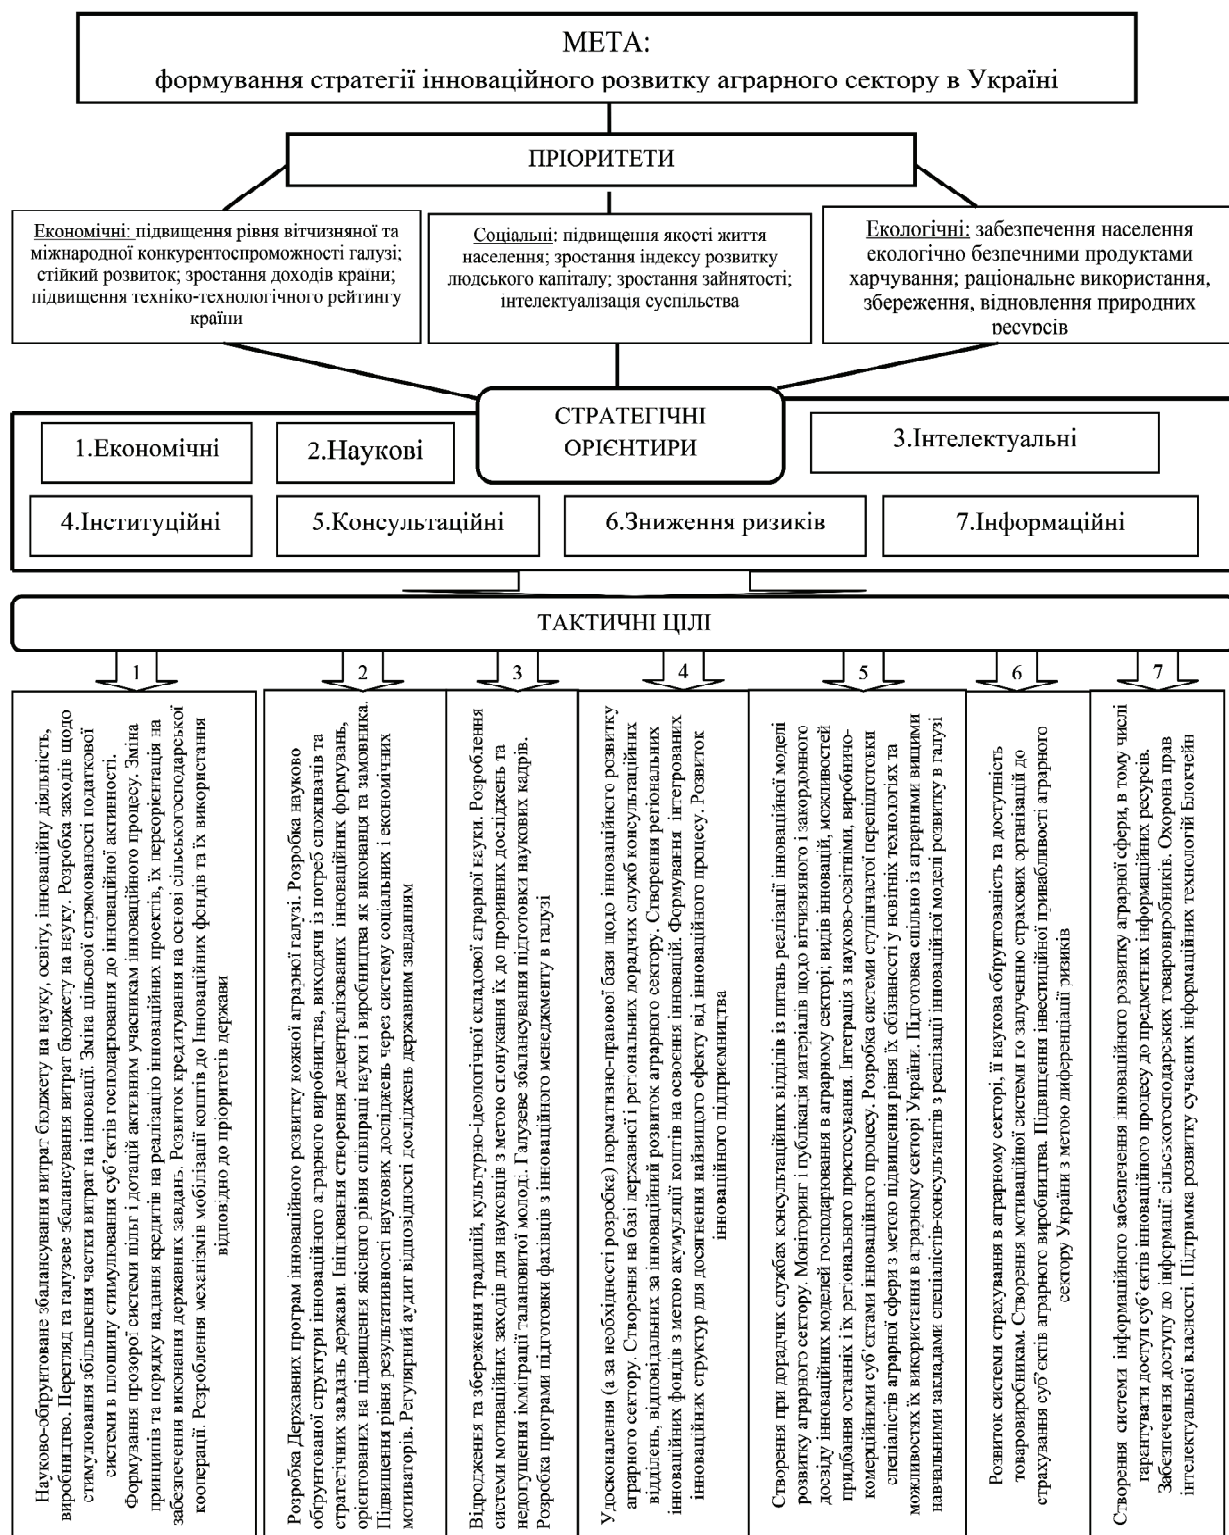 МЕТА:
формування стратегії інноваційного розвитку аграрного сектору в Україні
ПРІОРИТЕТИ
Економічні: підвищення рівня вітчизняної та
міжнародної конкурентоспроможності галузі;
стійкий розвиток; зростання доходів країни;
підвищення техніко-технологічного рейтингу
країни
Соціальні: підвищення якості життя
населення; зростання індексу розвитку
людського капіталу; зростання зайнятості;
інтелектуалізація суспільства
Екологічні: забезпечення населення
екологічно безпечними продуктами
харчування; раціональне використання,
збереження, відновлення природних
ресурсів
СТРАТЕГІЧНІ
ОРІЄНТИРИ
1.Економічні
2.Наукові
3.Інтелектуальні
4.Інституційні
5.Консультаційні
6.Зниження ризиків
7.Інформаційні
ТАКТИЧНІ ЦІЛІ
1
2
3
4
5
6
7
Науково-обґрунтоване збалансування витрат бюджету на науку, освіту, інноваційну діяльність,
виробництво. Перегляд та галузеве збалансування витрат бюджету на науку. Розробка заходів щодо
стимулювання збільшення частки витрат на інновації. Зміна цільової спрямованості податкової
системи в площину стимулювання суб’єктів господарювання до інноваційної активності.
Формування прозорої системи пільг і дотацій активним учасникам інноваційного процесу. Зміна
принципів та порядку надання кредитів на реалізацію інноваційних проектів, їх переорієнтація на
забезпечення виконання державних завдань. Розвиток кредитування на основі сільськогосподарської
кооперації. Розроблення механізмів мобілізації коштів до Інноваційних фондів та їх використання
відповідно до пріоритетів держави
Розробка Державних програм інноваційного розвитку кожної аграрної галузі. Розробка науково
обґрунтованої структури інноваційного аграрного виробництва, виходячи із потреб споживачів та
стратегічних завдань держави. Ініціювання створення децентралізованих інноваційних формувань,
орієнтованих на підвищення якісного рівня співпраці науки і виробництва як виконавця та замовника.
Підвищення рівня результативності наукових досліджень через систему соціальних і економічних
мотиваторів. Регулярний аудит відповідності досліджень державним завданням
Відродження та збереження традицій, культурно-ідеологічної складової аграрної науки. Розроблення
системи мотиваційних заходів для науковців з метою спонукання їх до проривних досліджень та
недопущення імміграції талановитої молоді. Галузеве збалансування підготовки наукових кадрів.
Розробка програми підготовки фахівців з інноваційного менеджменту в галузі
Удосконалення (а за необхідності розробка) нормативно-правової бази щодо інноваційного розвитку
аграрного сектору. Створення на базі державної і регіональних дорадчих служб консультаційних
відділень, відповідальних за інноваційний розвиток аграрного сектору. Створення регіональних
інноваційних фондів з метою акумуляції коштів на освоєння інновацій. Формування інтегрованих
інноваційних структур для досягнення найвищого ефекту від інноваційного процесу. Розвиток
інноваційного підприємництва
Створення при дорадчих службах консультаційних відділів із питань реалізації інноваційної моделі
розвитку аграрного сектору. Моніторинг і публікація матеріалів щодо вітчизняного і закордонного
досвіду інноваційних моделей господарювання в аграрному секторі; видів інновацій, можливостей
придбання останніх і їх регіонального пристосування. Інтеграція з науково-освітніми, виробничо-
комерційними суб’єктами інноваційного процесу. Розробка системи ступінчастої перепідготовки
спеціалістів аграрної сфери з метою підвищення рівня їх обізнаності у новітніх технологіях та
можливостях їх використання в аграрному секторі України. Підготовка спільно із аграрними вищими
навчальними закладами спеціалістів-консультантів з реалізації інноваційної моделі розвитку в галузі
Розвиток системи страхування в аграрному секторі, її наукова обґрунтованість та доступність
товаровиробникам. Створення мотиваційної системи по залученню страхових організацій до
страхування суб’єктів аграрного виробництва. Підвищення інвестиційної привабливості аграрного
сектору України з метою диференціації ризиків
Створення системи інформаційного забезпечення інноваційного розвитку аграрної сфери, в тому числі
гарантувати доступ суб’єктів інноваційного процесу до предметних інформаційних ресурсів.
Забезпечення доступу до інформації сільськогосподарських товаровиробників. Охорона прав
інтелектуальної власності. Підтримка розвитку сучасних інформаційних технологій Блокчейн